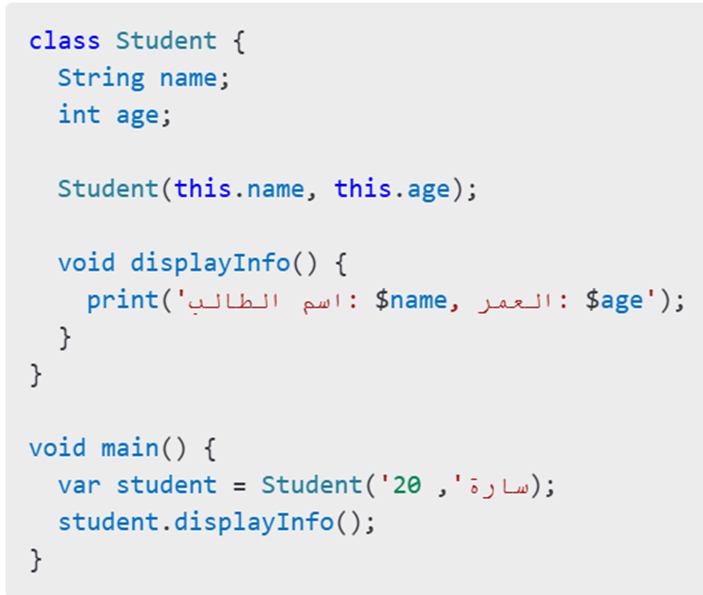 class Student {
  String name;
  int age;

  Student(this.name, this.age);

  void displayInfo() {
    print('اسم الطالب: $name, العمر: $age');
  }
}

void main() {
  var student = Student('سارة', 20);
  student.displayInfo();
}